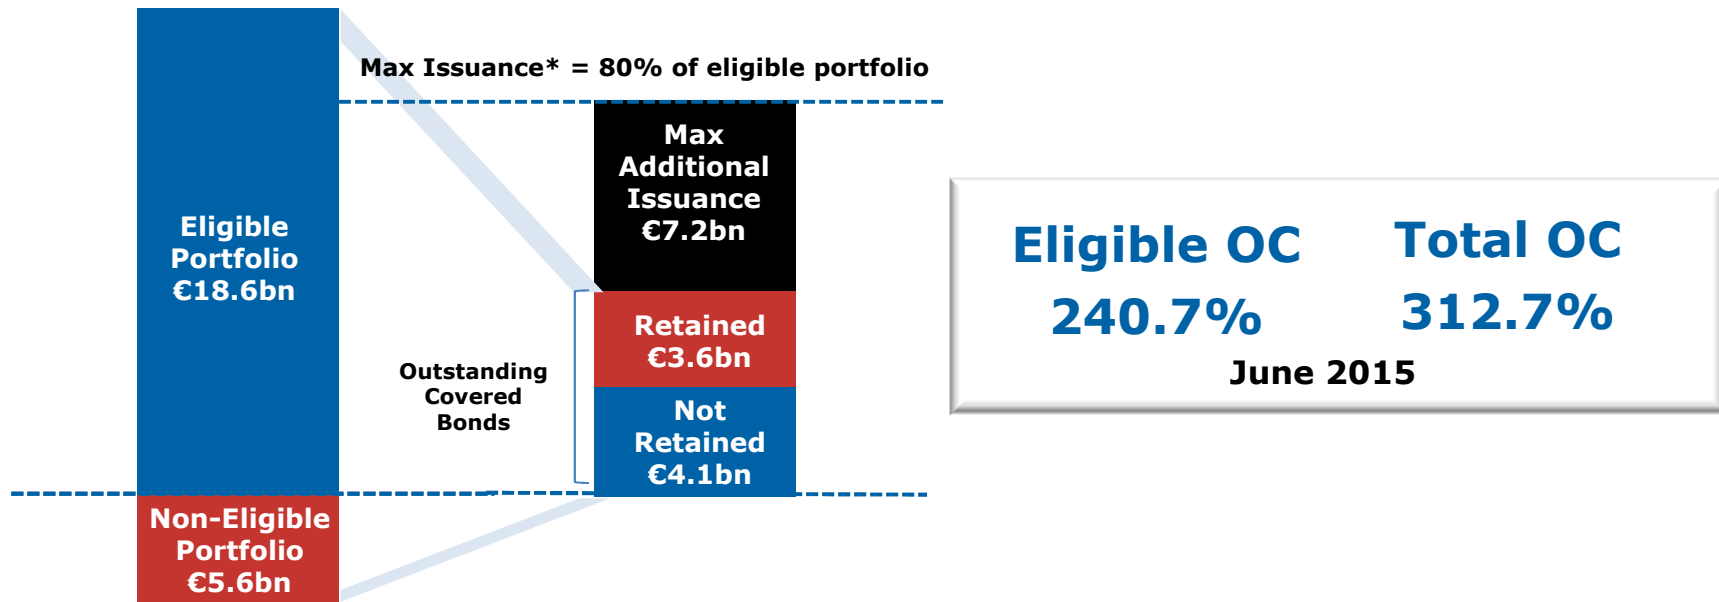 Max Issuance* = 80% of eligible portfolio
Eligible
Portfolio
€18.6bn
Non-Eligible
Portfolio
€5.6bn
Max
Additional
Issuance
€7.2bn
Retained
€3.6bn
Not
Retained
€4.1bn
Outstanding
Covered
Bonds
Eligible OC
240.7%
Total OC
312.7%
June 2015